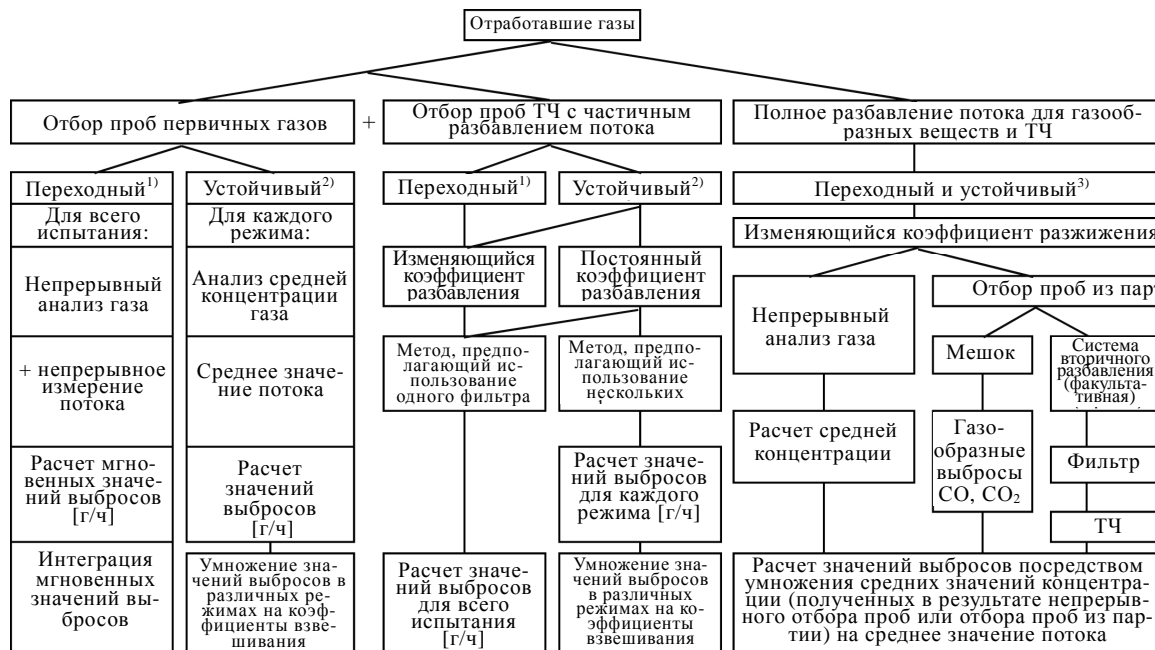 Отработавшие газы
Отбор проб первичных газов
+
Отбор проб ТЧ с частичным
разбавлением потока
Полное разбавление потока для газооб-
разных веществ и ТЧ
Переходный1)
Устойчивый2)
Переходный1)
Устойчивый2)
Переходный и устойчивый3)
Для всего
испытания:
Для каждого
режима:
Изменяющийся коэффициент разжижения
Непрерывный
анализ газа
Анализ средней
концентрации
газа
Изменяющийся
коэффициент
разбавления
Постоянный
коэффициент
разбавления
Непрерывный
анализ газа
Отбор проб из парт
+ непрерывное
измерение
потока
Среднее значе-
ние потока
Метод, предпо-
лагающий ис-
пользование
одного фильтра
Метод, предпо-
лагающий ис-
пользование
нескольких
Мешок
Система
вторичного
разбавления
(факульта-
тивная)
Расчет мгно-
венных значе-
ний выбросов
[г/ч]
Расчет
значений
выбросов
[г/ч]
Расчет значе-
ний выбросов
для каждого
режима [г/ч]
Расчет средней
концентрации
Газо-
образные
выбросы
CO, CO2
Фильтр
ТЧ
Интеграция
мгновенных
значений вы-
бросов
Умножение зна-
чений выбросов в
различных ре-
жимах на коэф-
фициенты взве-
шивания
Расчет значе-
ний выбросов
для всего
испытания
[г/ч]
Умножение зна-
чений выбросов
в различных
режимах на ко-
эффициенты
взвешивания
Расчет значений выбросов посредством
умножения средних значений концентра-
ции (полученных в результате непрерыв-
ного отбора проб или отбора проб из пар-
тии) на среднее значение потока